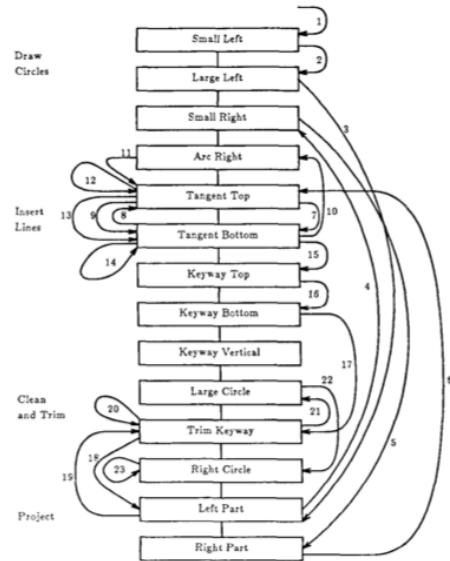 1
Small Left
2
Draw
Circles
Large Left
Small Right
3
11
Arc Right
12
Tangent Top
13
9
8
7
10
Insert
Lines
Tangent Bottom
14
15
Keyway Top
4
16
Keyway Bottom
17
Keyway Vertical
22
Large Circle
Clean
and Trim
20
21
Trim Keyway
5
18
19
23
Right Circle
Left Part
Project
Right Part